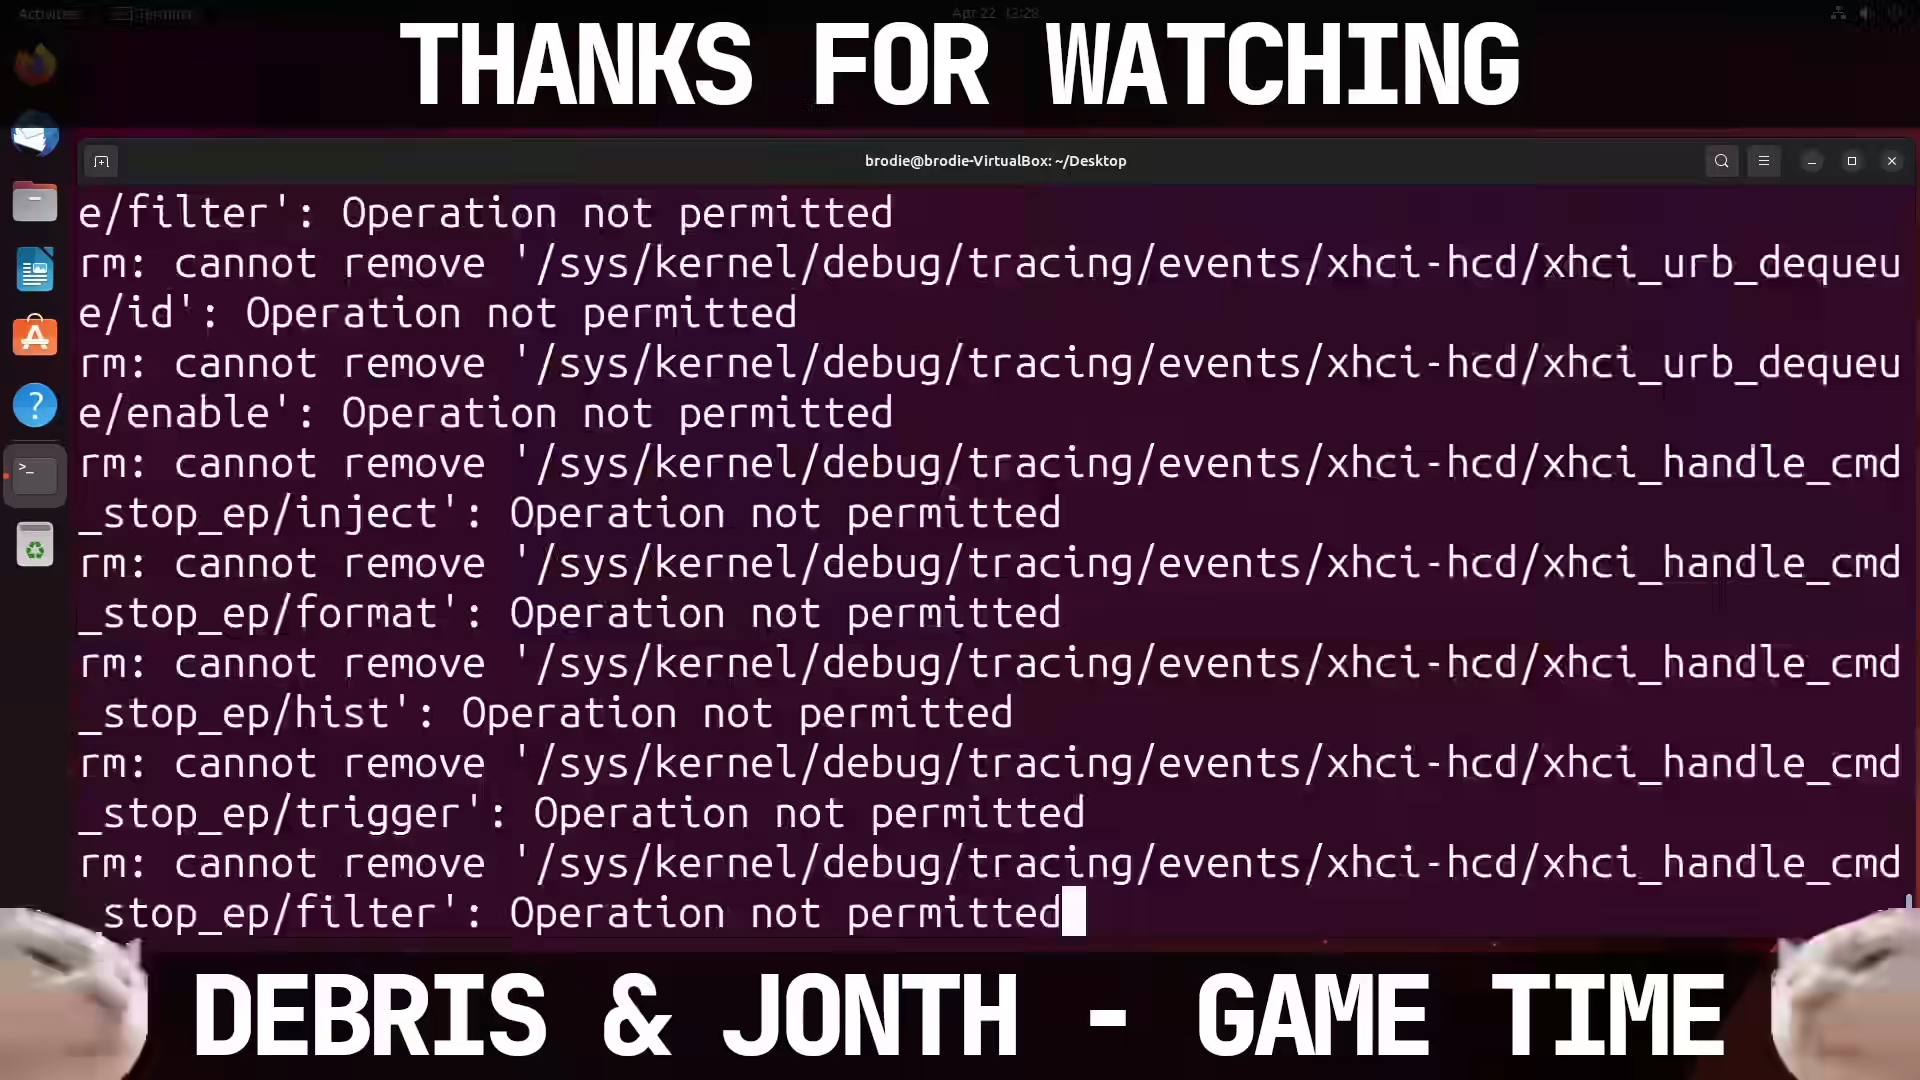 Activities Terminal Apr 22 13:28
THANKS FOR WATCHING
brodie@brodie-VirtualBox: ~/Desktop
e/filter': Operation not permitted
rm: cannot remove '/sys/kernel/debug/tracing/events/xhci-hcd/xhci_urb_dequeu
e/id': Operation not permitted
rm: cannot remove '/sys/kernel/debug/tracing/events/xhci-hcd/xhci_urb_dequeu
e/enable': Operation not permitted
rm: cannot remove '/sys/kernel/debug/tracing/events/xhci-hcd/xhci_handle_cmd
_stop_ep/inject': Operation not permitted
rm: cannot remove '/sys/kernel/debug/tracing/events/xhci-hcd/xhci_handle_cmd
_stop_ep/format': Operation not permitted
rm: cannot remove '/sys/kernel/debug/tracing/events/xhci-hcd/xhci_handle_cmd
_stop_ep/hist': Operation not permitted
rm: cannot remove '/sys/kernel/debug/tracing/events/xhci-hcd/xhci_handle_cmd
_stop_ep/trigger': Operation not permitted
rm: cannot remove '/sys/kernel/debug/tracing/events/xhci-hcd/xhci_handle_cmd
_stop_ep/filter': Operation not permitted
DEBRIS & JONTH - GAME TIME